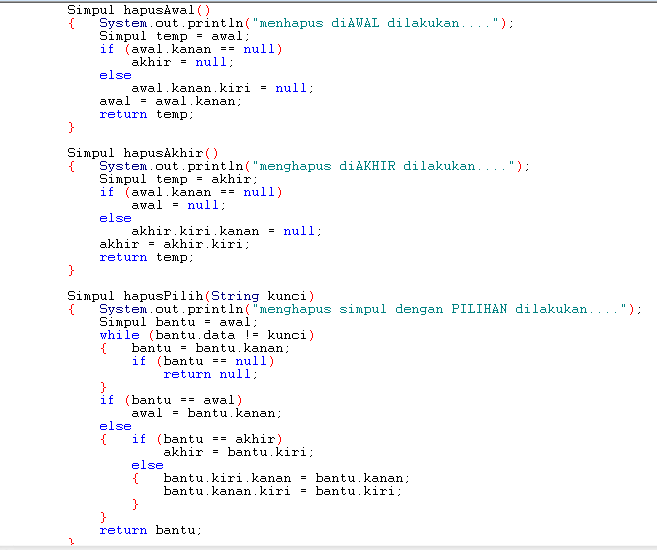 Simpul hapusAwal()
{   System.out.println("menhapus diAWAL dilakukan....");
    Simpul temp = awal;
    if (awal.kanan == null)
        akhir = null;
    else
        awal.kanan.kiri = null;
    awal = awal.kanan;
    return temp;
}
Simpul hapusAkhir()
{   System.out.println("menghapus diAKHIR dilakukan....");
    Simpul temp = akhir;
    if (awal.kanan == null)
        awal = null;
    else
        akhir.kiri.kanan = null;
    akhir = akhir.kiri;
    return temp;
}
Simpul hapusPilih(String kunci)
{   System.out.println("menghapus simpul dengan PILIHAN dilakukan....");
    Simpul bantu = awal;
    while (bantu.data != kunci)
    {   bantu = bantu.kanan;
        if (bantu == null)
            return null;
    }
    if (bantu == awal)
        awal = bantu.kanan;
    else
    {   if (bantu == akhir)
            akhir = bantu.kiri;
        else
        {   bantu.kiri.kanan = bantu.kanan;
            bantu.kanan.kiri = bantu.kiri;
        }
    }
    return bantu;
}